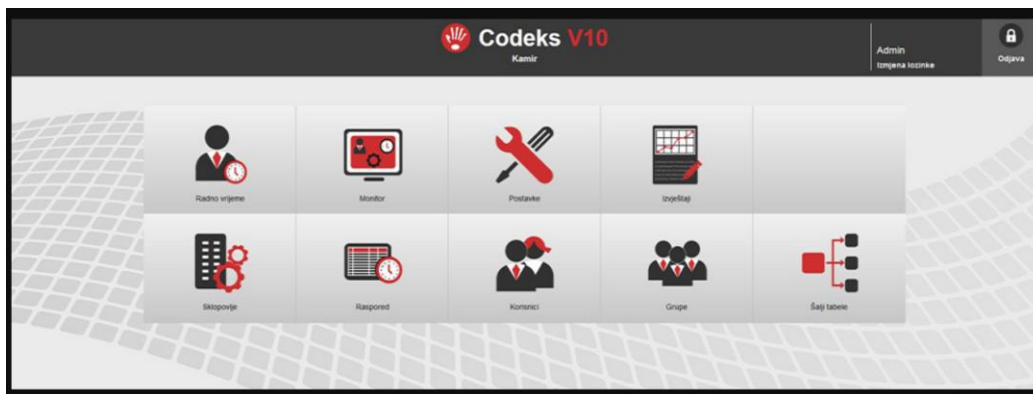 Codeks V10
Kamir
Admin
Izmjena lozinke
Odjava
Radno vrijeme
Monitor
Postavke
Izvještaji
Sklopovlje
Raspored
Korisnici
Grupe
Šalji tabele